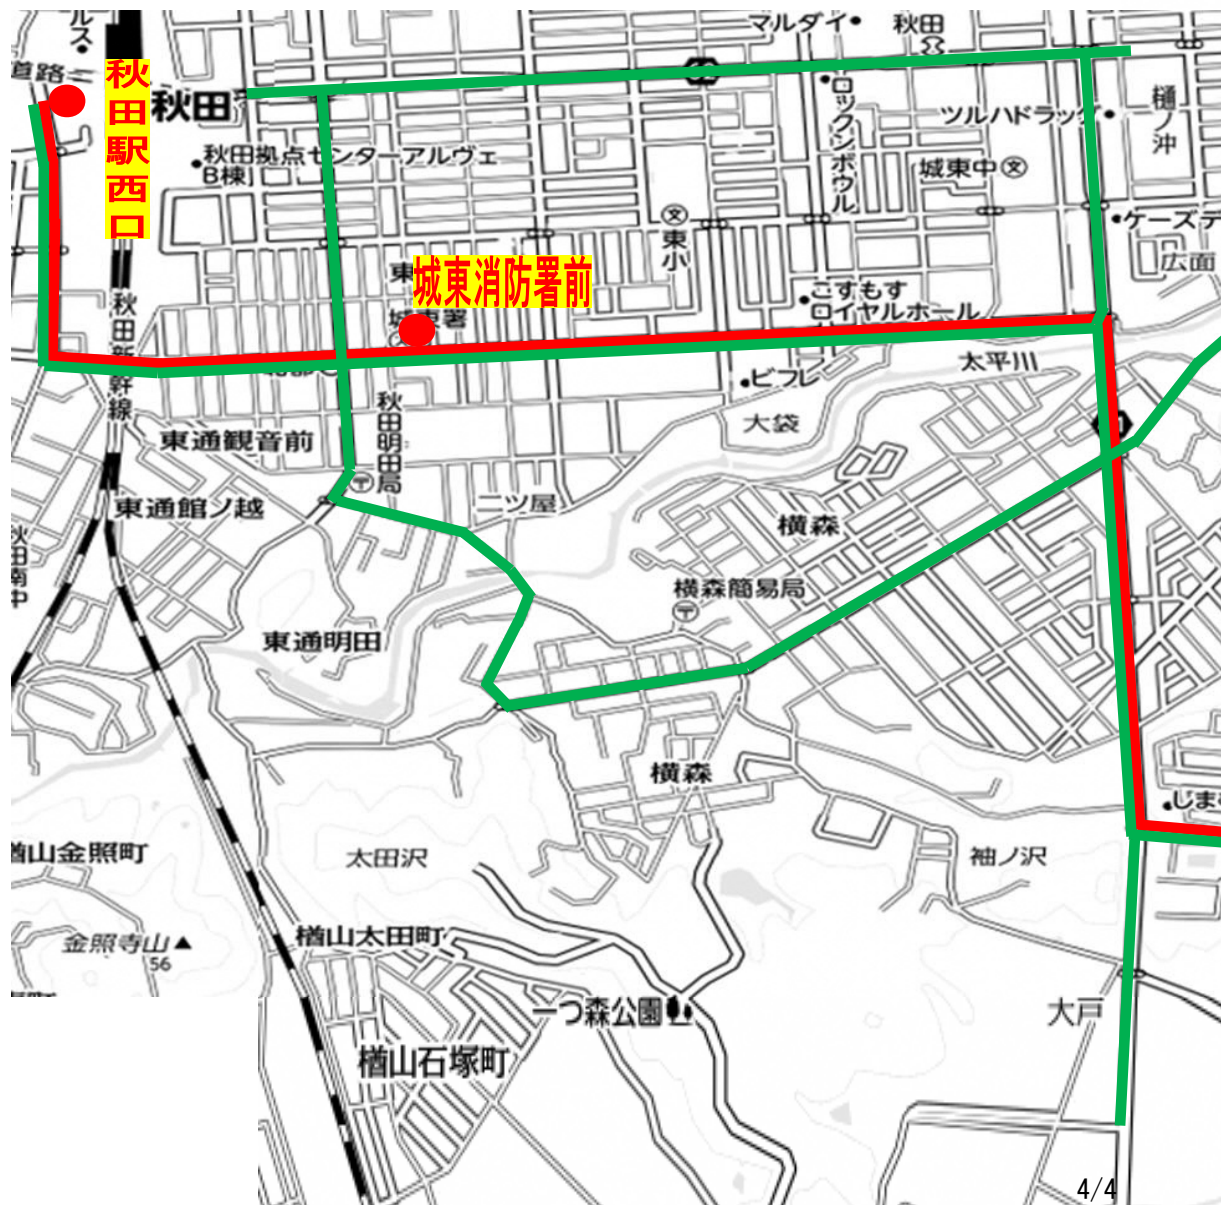 マルダイ
秋田
道路
秋田駅西口
秋田
ロックンボウル
ツルハドラッグ
樋ノ沖
秋田拠点センターアルヴェ
B棟
城東中
東小
ケーズデ
広面
城東消防署前
城東署
こすもす
ロイヤルホール
秋田新幹線
太平川
ビフレ
大袋
秋田明田局
東通観音前
東通館ノ越
二ツ屋
横森
秋田南中
横森簡易局
東通明田
横森
じま
楢山金照町
太田沢
袖ノ沢
金照寺山
56
楢山太田町
一つ森公園
大戸
楢山石塚町
4/4